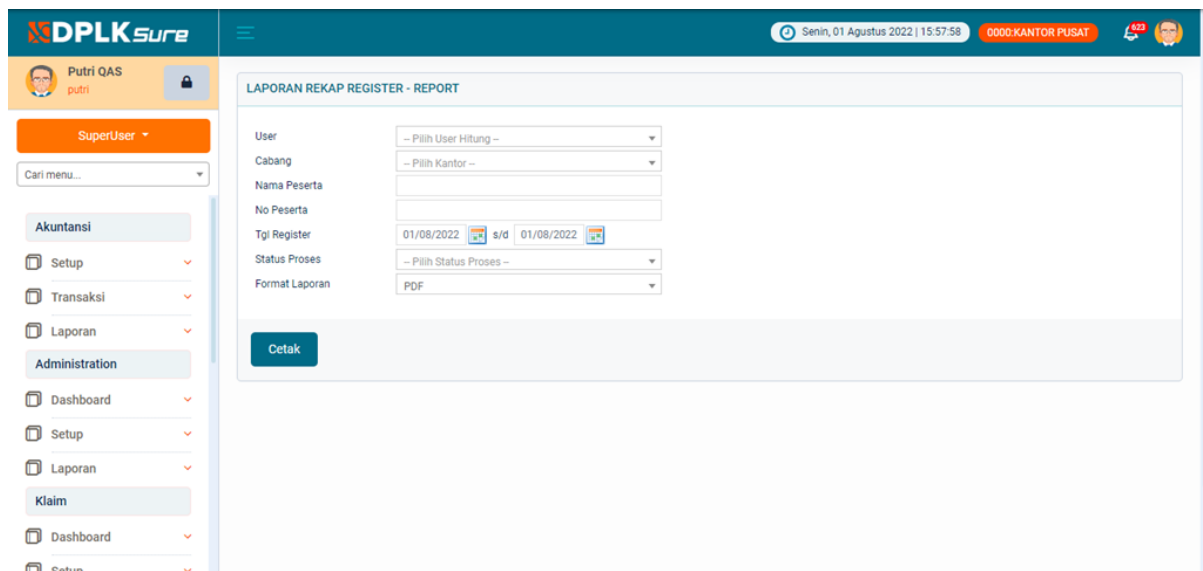 DPLKsure
Senin, 01 Agustus 2022 | 15:57:58
0000:KANTOR PUSAT
623
Putri QAS
putri
SuperUser
Cari menu...
Akuntansi
Setup
Transaksi
Laporan
Administration
Dashboard
Setup
Laporan
Klaim
Dashboard
Setup
LAPORAN REKAP REGISTER - REPORT
User -- Pilih User Hitung --
Cabang -- Pilih Kantor --
Nama Peserta
No Peserta
Tgl Register 01/08/2022 s/d 01/08/2022
Status Proses -- Pilih Status Proses --
Format Laporan PDF
Cetak